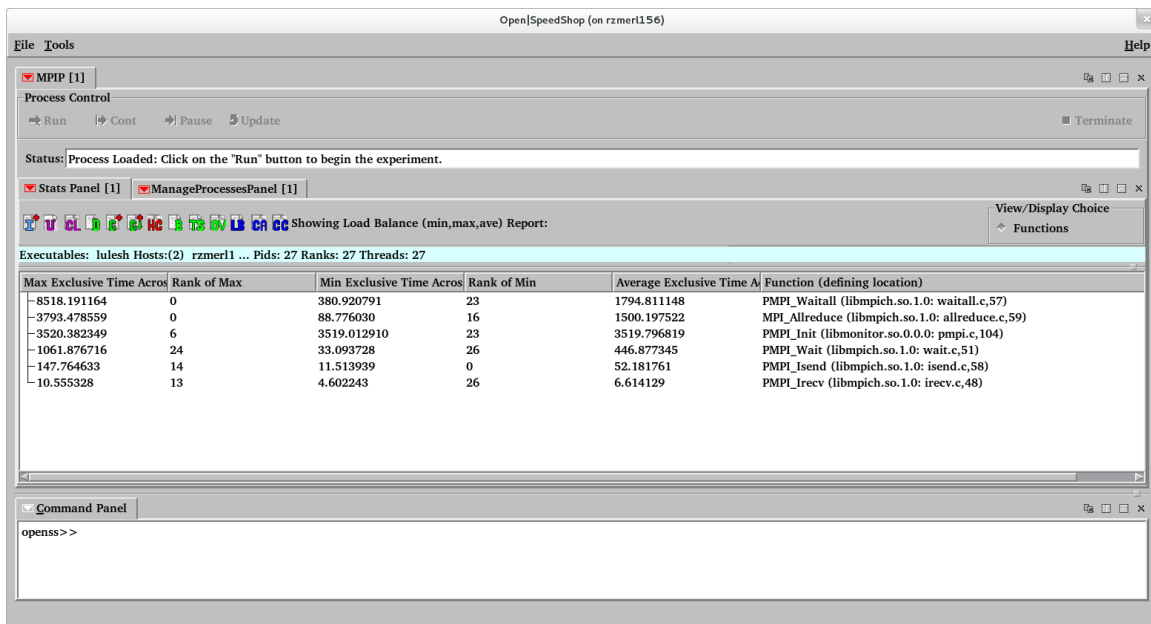 Open|SpeedShop (on rzmerl156)
File Tools Help
MPIP [1]
Process Control
Run Cont Pause Update Terminate
Status: Process Loaded: Click on the "Run" button to begin the experiment.
Stats Panel [1] ManageProcessesPanel [1]
View/Display Choice
I U CL D HC B TS OV LB CA CC Showing Load Balance (min,max,ave) Report:
Functions
Executables: lulesh Hosts:(2) rzmerl1 ... Pids: 27 Ranks: 27 Threads: 27
Max Exclusive Time Acros Rank of Max Min Exclusive Time Acros Rank of Min Average Exclusive Time A Function (defining location)
8518.191164 0 380.920791 23 1794.811148 PMPI_Waitall (libmpich.so.1.0: waitall.c,57)
3793.478559 0 88.776030 16 1500.197522 MPI_Allreduce (libmpich.so.1.0: allreduce.c,59)
3520.382349 6 3519.012910 23 3519.796819 PMPI_Init (libmonitor.so.0.0.0: pmpi.c,104)
1061.876716 24 33.093728 26 446.877345 PMPI_Wait (libmpich.so.1.0: wait.c,51)
147.764633 14 11.513939 0 52.181761 PMPI_Isend (libmpich.so.1.0: isend.c,58)
10.555328 13 4.602243 26 6.614129 PMPI_Irecv (libmpich.so.1.0: irecv.c,48)
Command Panel
openss>>